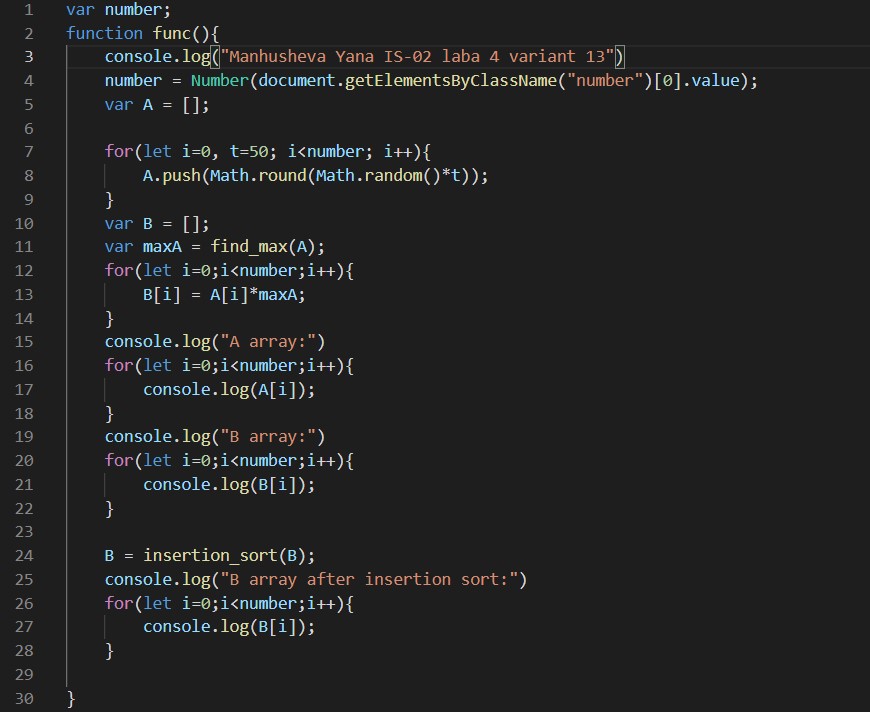 1 var number;
2 function func(){
3 console.log("Manhusheva Yana IS-02 laba 4 variant 13")
4 number = Number(document.getElementsByClassName("number")[0].value);
5 var A = [];
6
7 for(let i=0, t=50; i<number; i++){
8 A.push(Math.round(Math.random()*t));
9 }
10 var B = [];
11 var maxA = find_max(A);
12 for(let i=0;i<number;i++){
13 B[i] = A[i]*maxA;
14 }
15 console.log("A array:")
16 for(let i=0;i<number;i++){
17 console.log(A[i]);
18 }
19 console.log("B array:")
20 for(let i=0;i<number;i++){
21 console.log(B[i]);
22 }
23
24 B = insertion_sort(B);
25 console.log("B array after insertion sort:")
26 for(let i=0;i<number;i++){
27 console.log(B[i]);
28 }
29
30 }